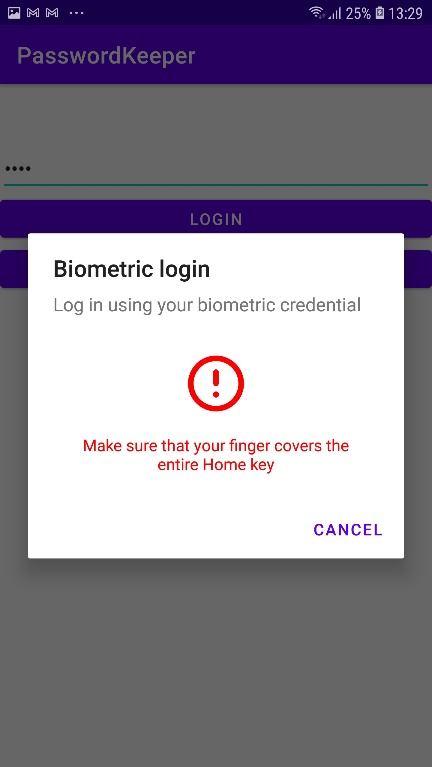 25% 13:29
PasswordKeeper
••••
LOGIN
Biometric login
Log in using your biometric credential
Make sure that your finger covers the
entire Home key
CANCEL